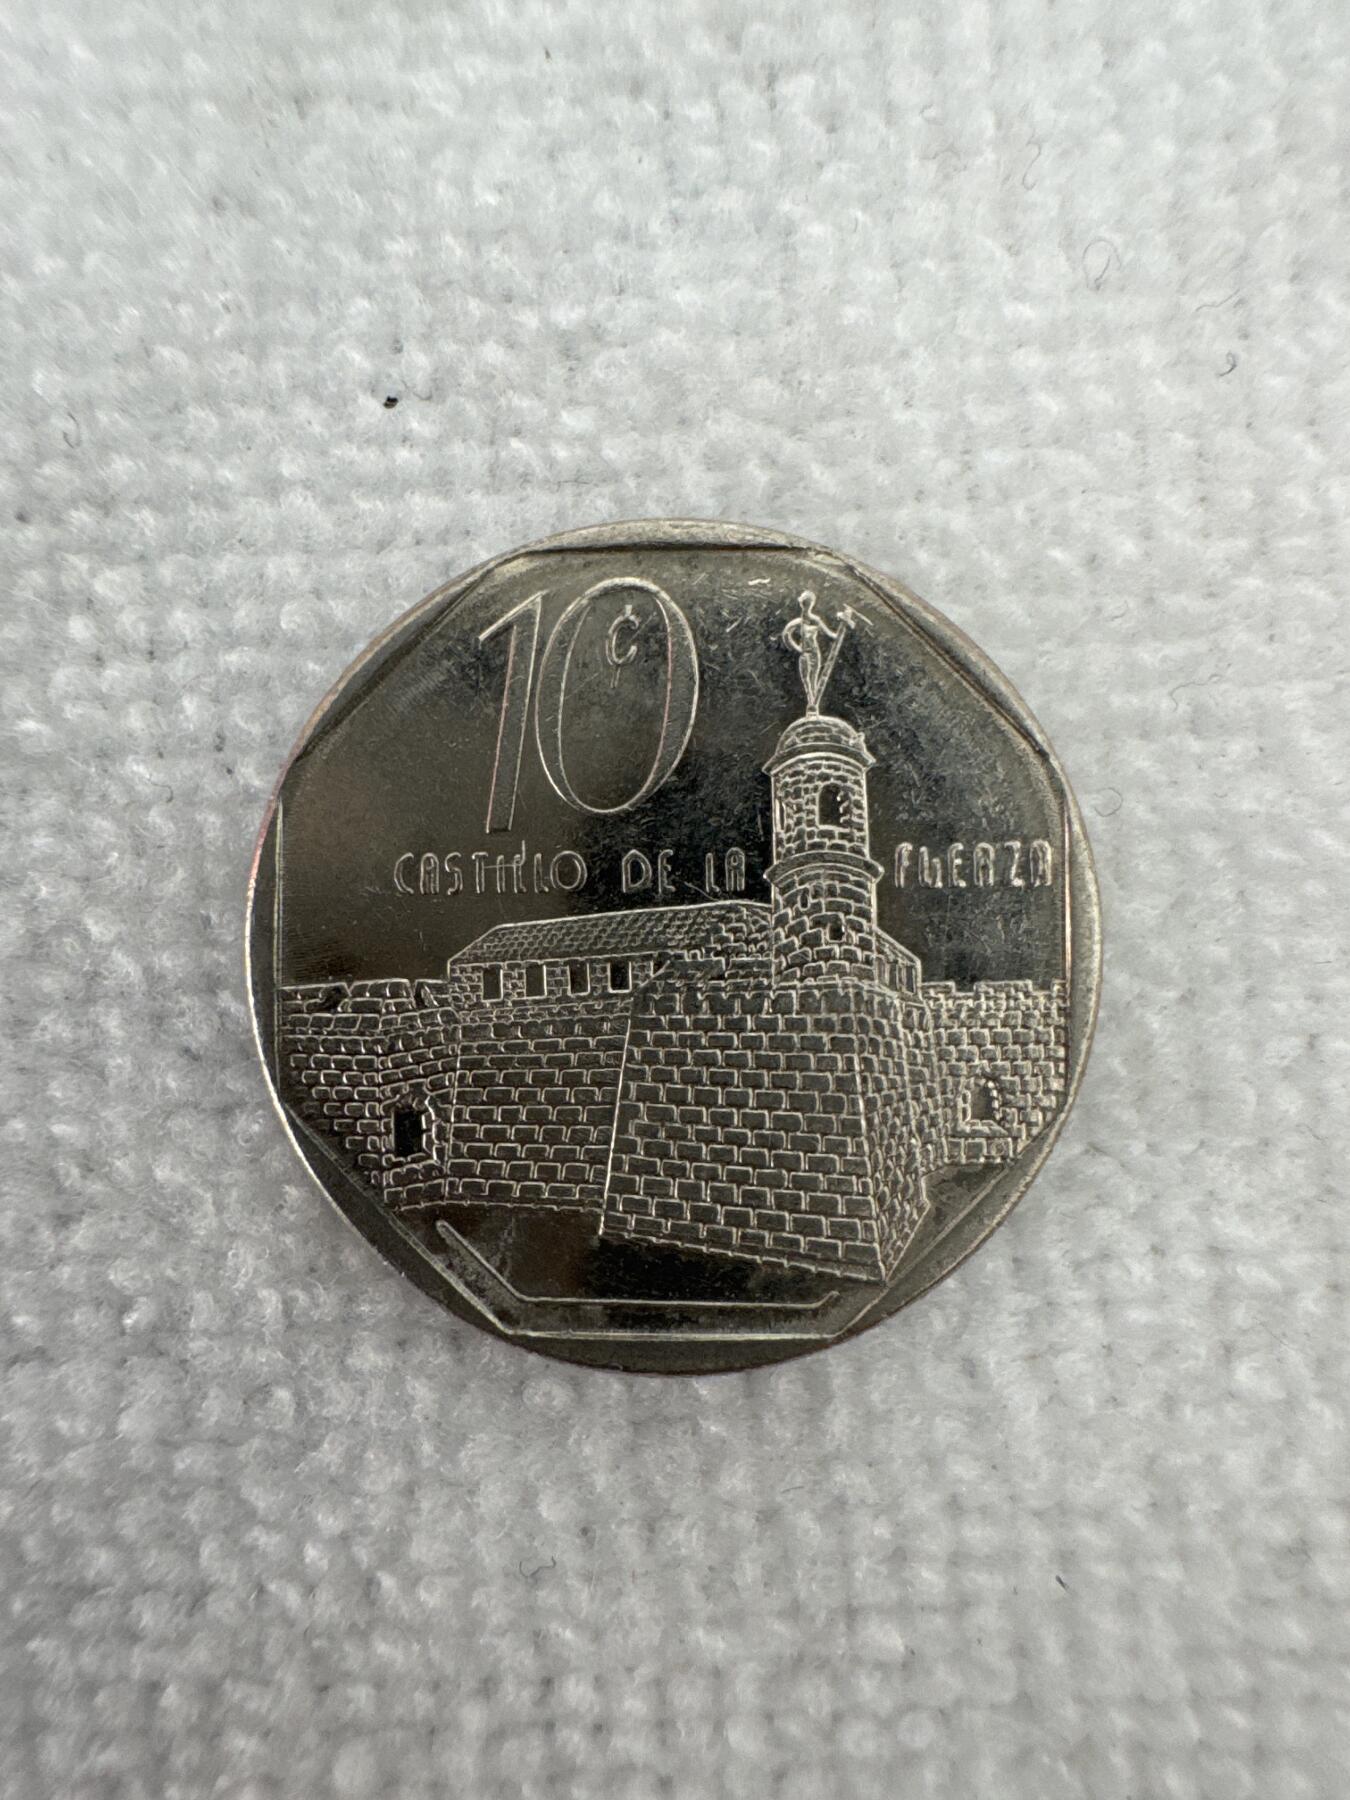 10¢
CASTILLO DE LA FUERZA